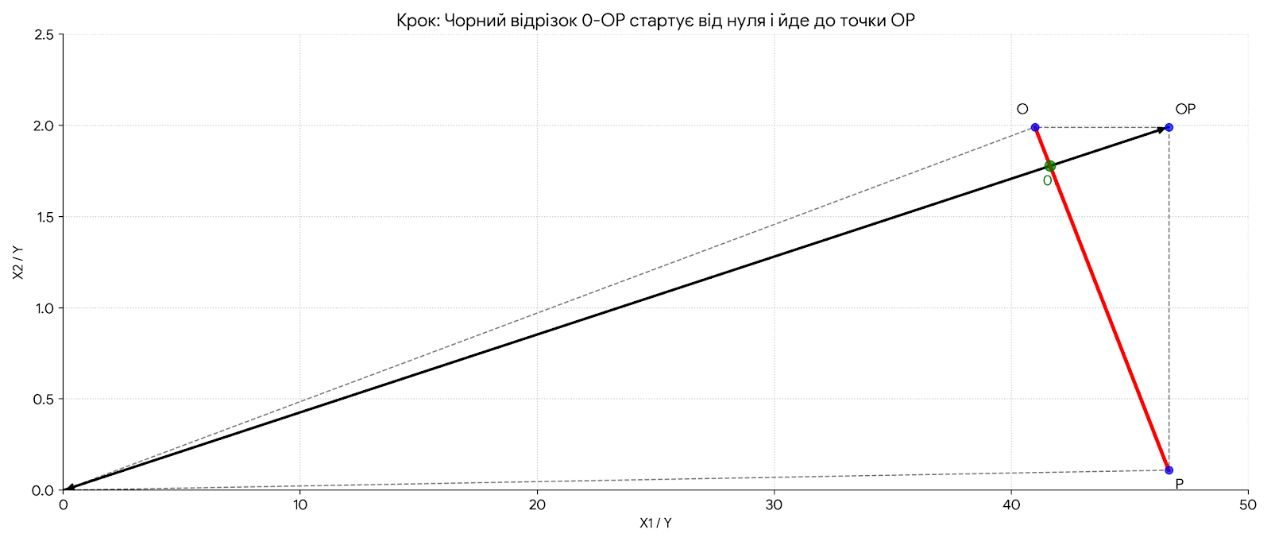 Крок: Чорний відрізок 0-OP стартує від нуля і йде до точки OP
2.5
O
OP
2.0
0
1.5
X2 / Y
1.0
0.5
P
0.0
0
10
20
30
40
50
X1 / Y